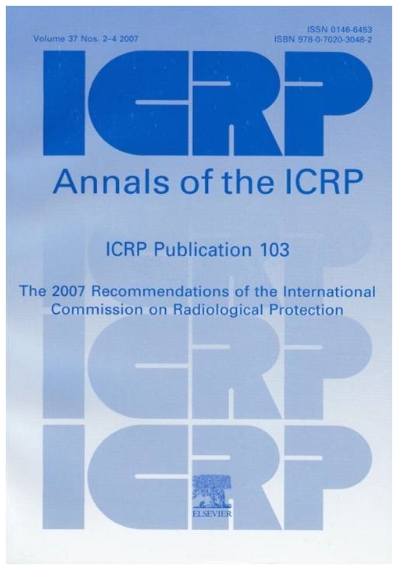 ISSN 0146-6453
Volume 37 Nos. 2–4 2007
ISBN 978-0-7020-3048-2
ICRP
Annals of the ICRP
ICRP Publication 103
The 2007 Recommendations of the International
Commission on Radiological Protection
ICRP
ICRP
ICRP
ELSEVIER